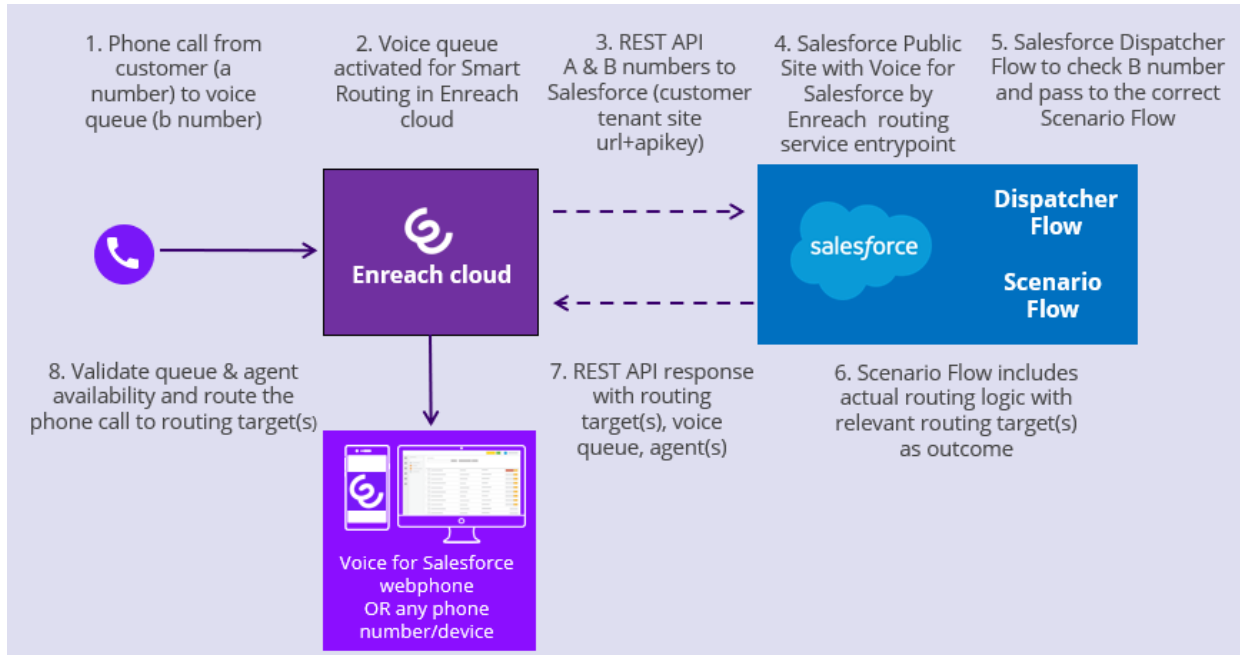 1. Phone call from
customer (a
number) to voice
queue (b number)
2. Voice queue
activated for Smart
Routing in Enreach
cloud
3. REST API
A & B numbers to
Salesforce (customer
tenant site
url+apikey)
4. Salesforce Public
Site with Voice for
Salesforce by
Enreach routing
service entrypoint
5. Salesforce Dispatcher
Flow to check B number
and pass to the correct
Scenario Flow
Enreach cloud
salesforce
Dispatcher
Flow
Scenario
Flow
8. Validate queue & agent
availability and route the
phone call to routing target(s)
7. REST API response
with routing
target(s), voice
queue, agent(s)
6. Scenario Flow includes
actual routing logic with
relevant routing target(s)
as outcome
Voice for Salesforce
webphone
OR any phone
number/device